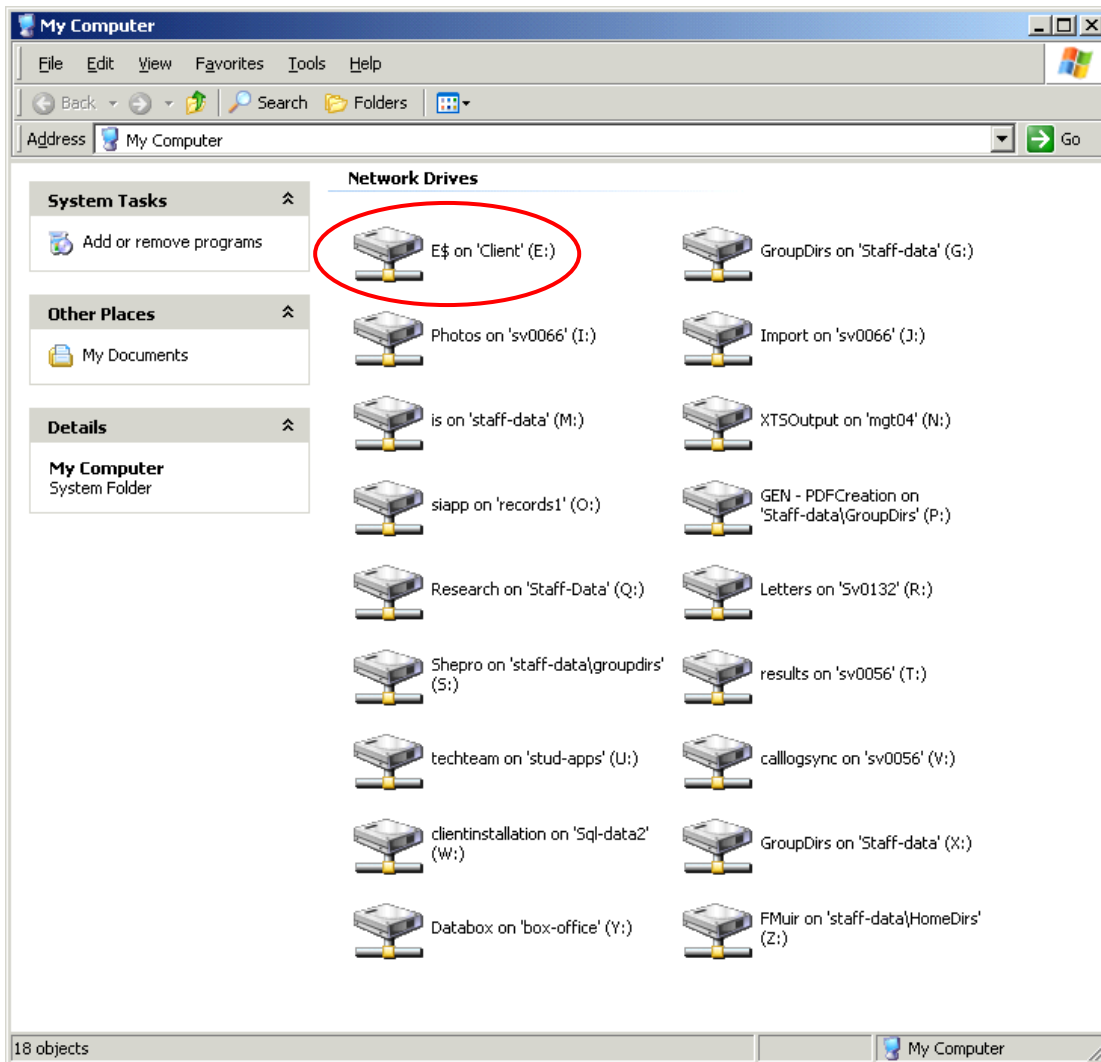 My Computer
File Edit View Favorites Tools Help
Back Search Folders
Address My Computer Go
System Tasks
Add or remove programs
Other Places
My Documents
Details
My Computer
System Folder
Network Drives
E$ on 'Client' (E:)
GroupDirs on 'Staff-data' (G:)
Photos on 'sv0066' (I:)
Import on 'sv0066' (J:)
is on 'staff-data' (M:)
XTSOutput on 'mgt04' (N:)
siapp on 'records1' (O:)
GEN - PDFCreation on
'Staff-data\GroupDirs' (P:)
Research on 'Staff-Data' (Q:)
Letters on 'Sv0132' (R:)
Shepro on 'staff-data\groupdirs'
(S:)
results on 'sv0056' (T:)
techteam on 'stud-apps' (U:)
calllogsync on 'sv0056' (V:)
clientinstallation on 'Sql-data2'
(W:)
GroupDirs on 'Staff-data' (X:)
Databox on 'box-office' (Y:)
FMuir on 'staff-data\HomeDirs'
(Z:)
18 objects
My Computer